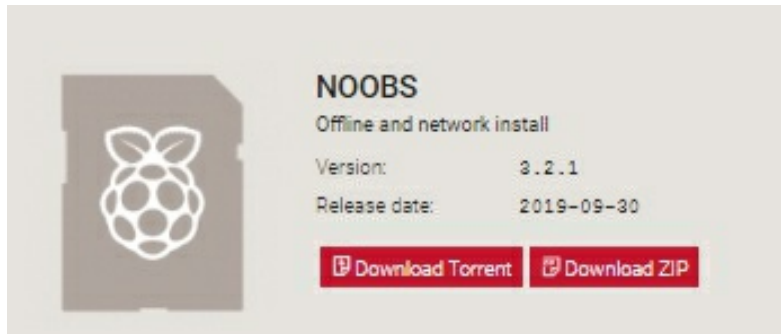 NOOBS
Offline and network install
Version: 3.2.1
Release date: 2019-09-30
Download Torrent Download ZIP